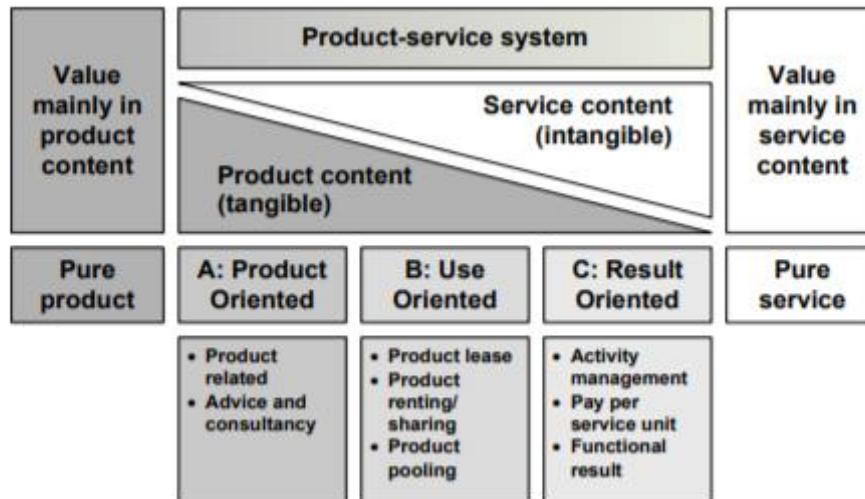 Value
mainly in
product
content
Product-service system
Service content
(intangible)
Product content
(tangible)
Value
mainly in
service
content
Pure
product
A: Product
Oriented
B: Use
Oriented
C: Result
Oriented
Pure
service
• Product
related
• Advice and
consultancy
• Product lease
• Product
renting/
sharing
• Product
pooling
• Activity
management
• Pay per
service unit
• Functional
result